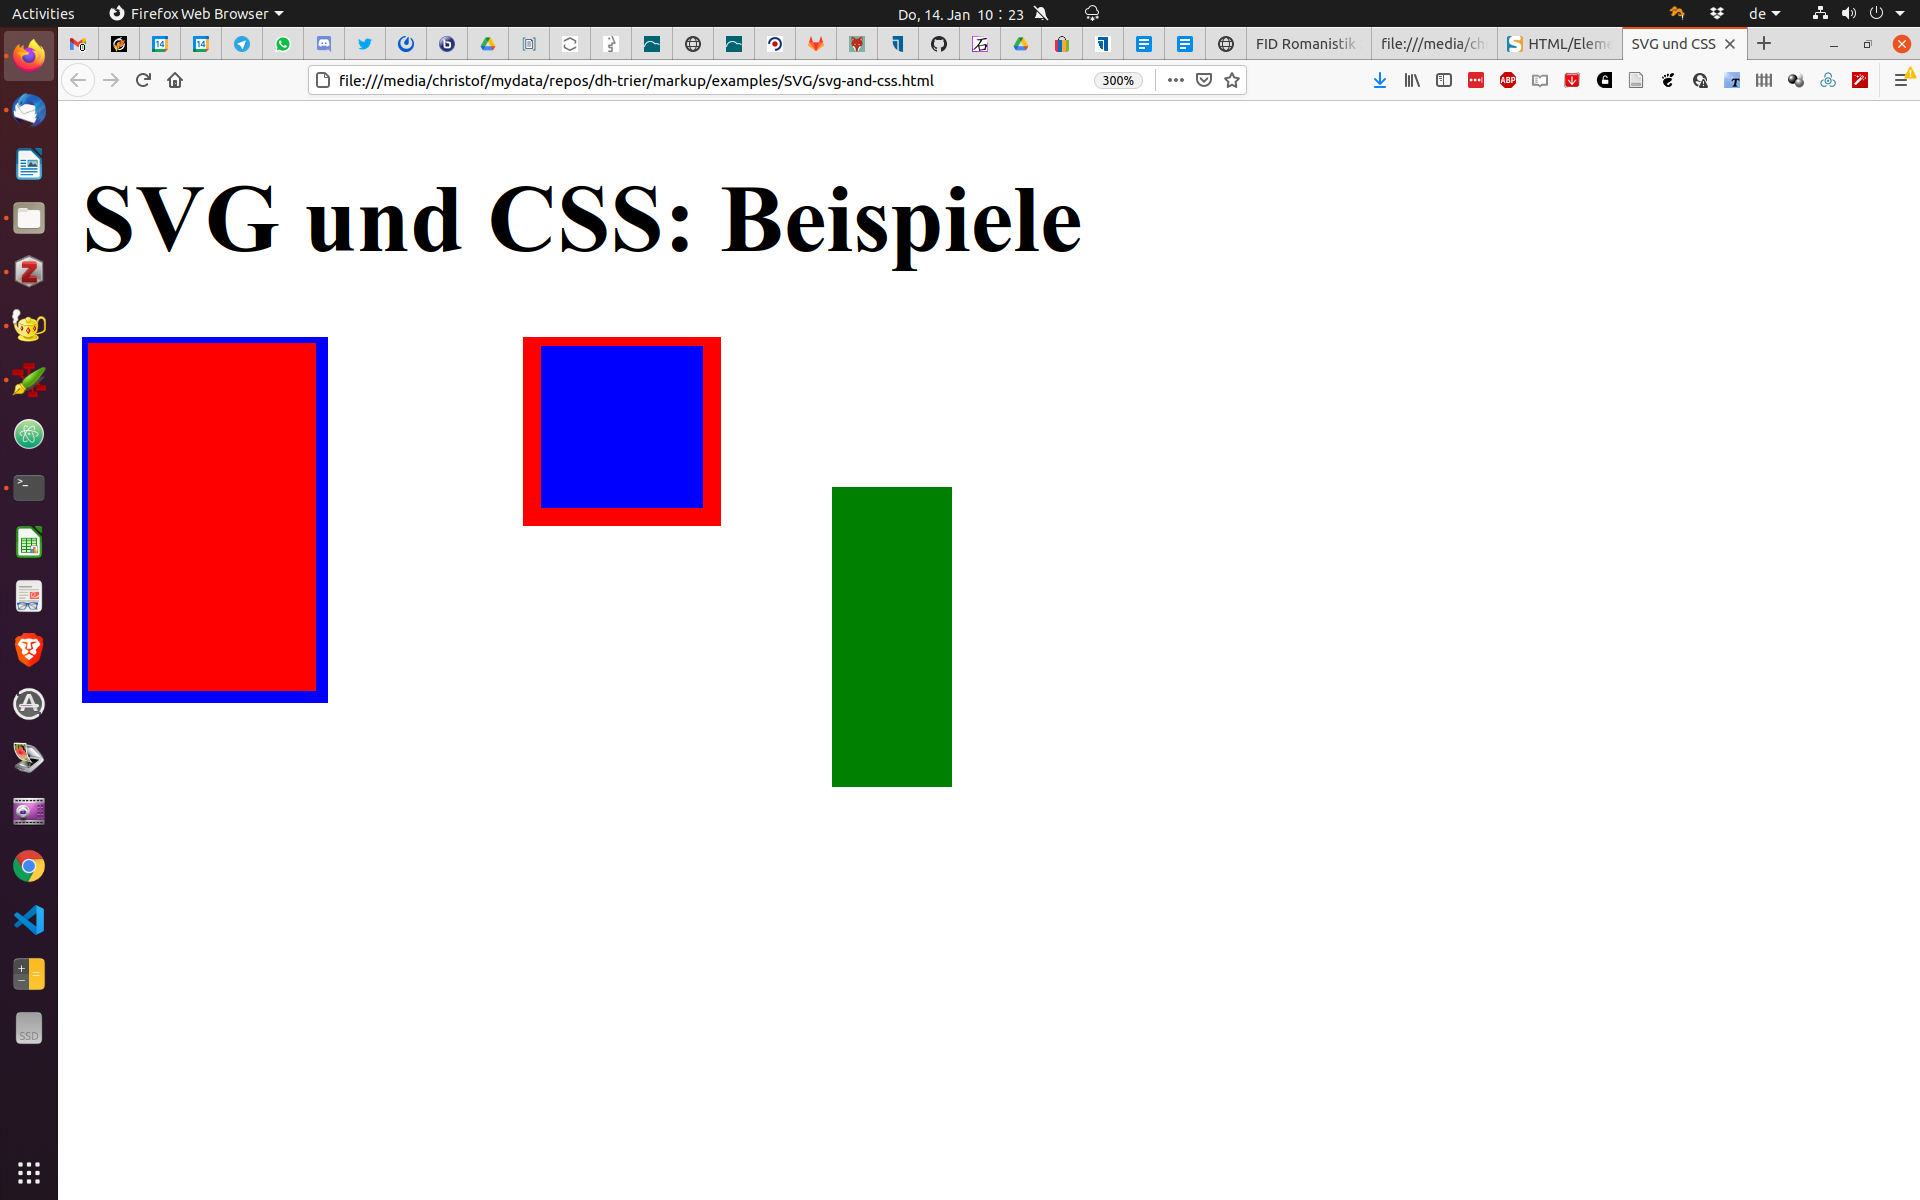 Activities
Firefox Web Browser
Do, 14. Jan 10:23
de
FID Romanistik
file:///media/ch
HTML/Eleme
SVG und CSS
file:///media/christof/mydata/repos/dh-trier/markup/examples/SVG/svg-and-css.html
300%
ABP
SVG und CSS: Beispiele
SSD